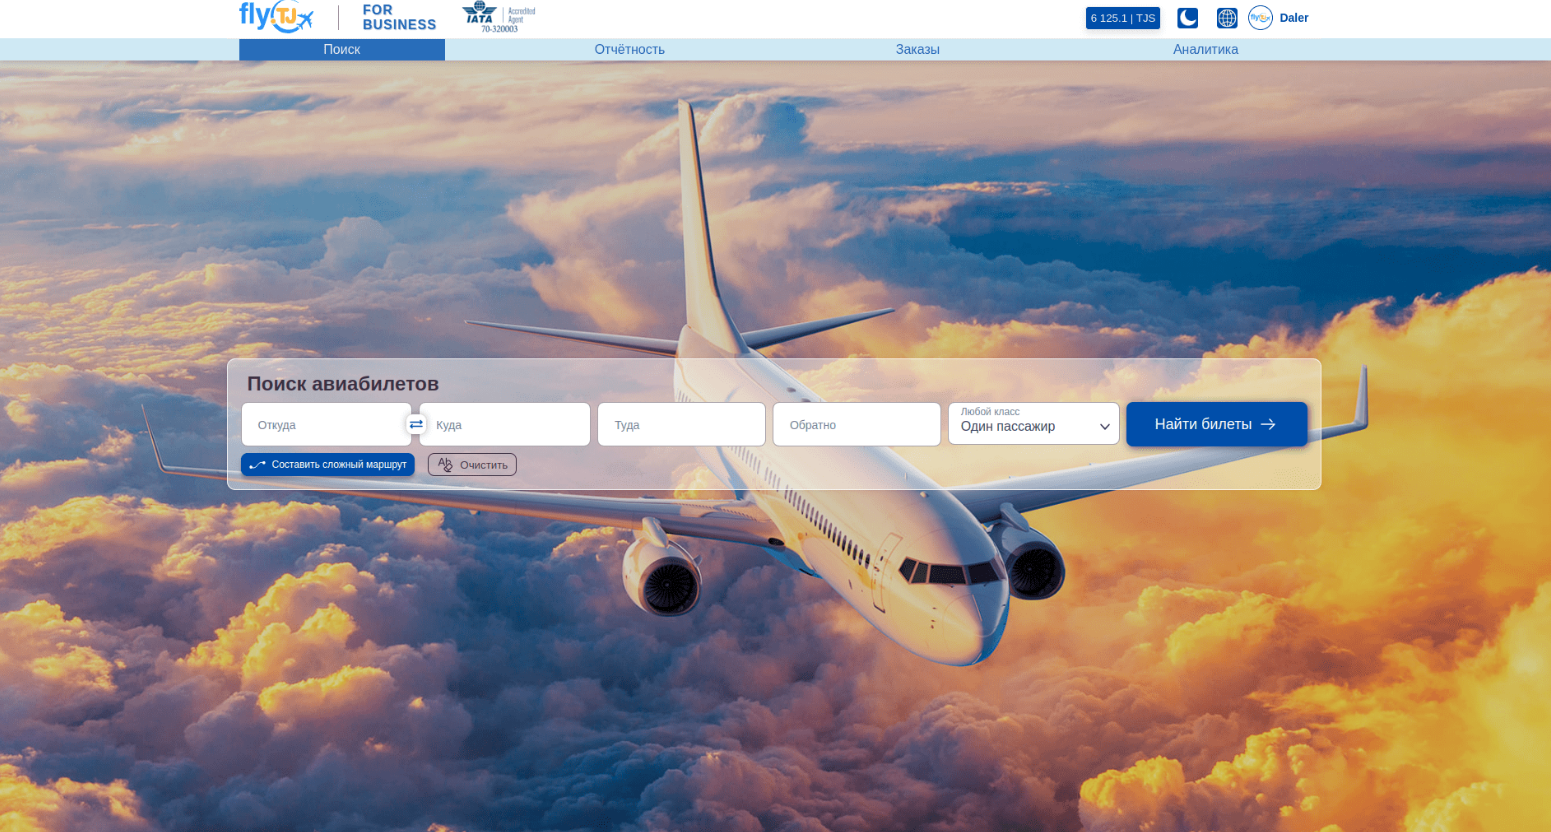 fly.TJ
FOR
BUSINESS
IATA
Accredited
Agent
70-320003
6 125.1 | TJS
Daler
Поиск
Отчётность
Заказы
Аналитика
Поиск авиабилетов
Откуда
Куда
Туда
Обратно
Любой класс
Один пассажир
Найти билеты
Составить сложный маршрут
Ab
Очистить